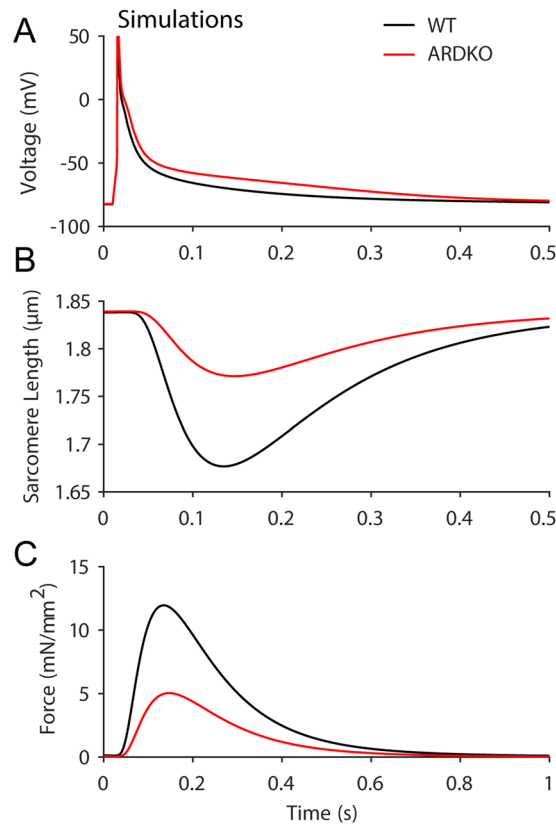 A
Simulations
WT
ARDKO
Voltage (mV)
50
0
-50
-100
0 0.1 0.2 0.3 0.4 0.5
B
Sarcomere Length (μm)
1.85
1.8
1.75
1.7
1.65
0 0.1 0.2 0.3 0.4 0.5
C
Force (mN/mm²)
15
10
5
0
0 0.2 0.4 0.6 0.8 1
Time (s)